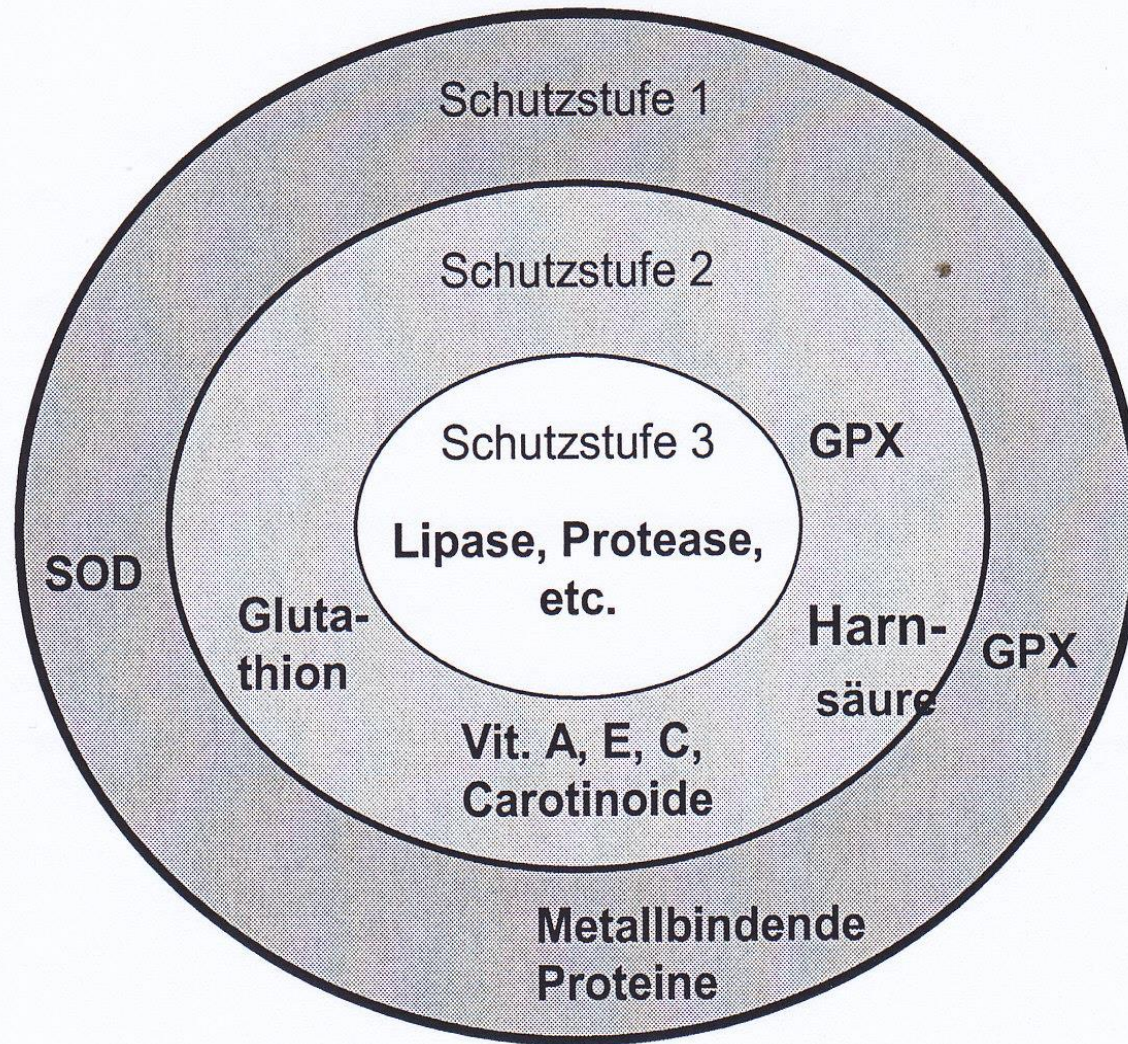 Schutzstufe 1
Schutzstufe 2
Schutzstufe 3
GPX
Lipase, Protease,
etc.
SOD
Gluta-
thion
Harn-
säure
GPX
Vit. A, E, C,
Carotinoide
Metallbindende
Proteine